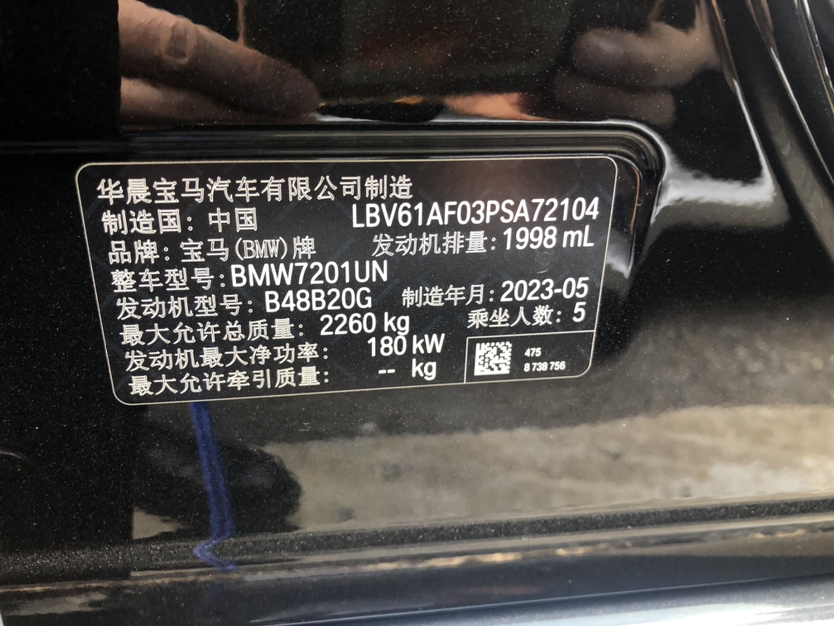 华晨宝马汽车有限公司制造
制造国：中国 LBV61AF03PSA72104
品牌：宝马(BMW)牌 发动机排量：1998 mL
整车型号：BMW7201UN
发动机型号：B48B20G 制造年月：2023-05
最大允许总质量：2260 kg 乘坐人数：5
发动机最大净功率：180 kW
最大允许牵引质量：-- kg
475
8 738 756